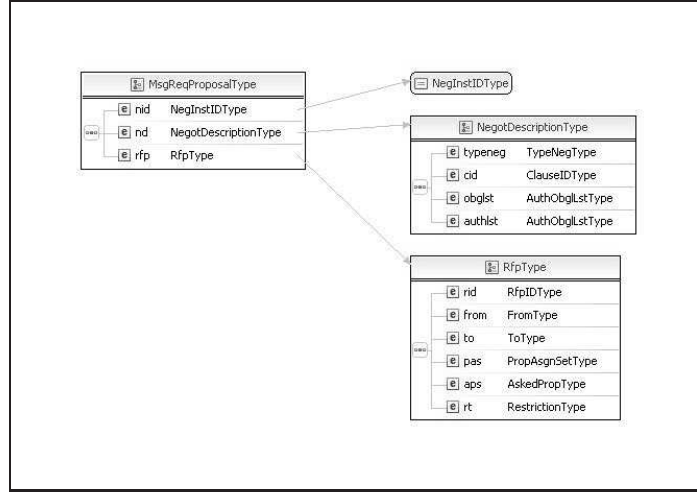 MsgReqProposalType
e nid NegInstIDType
e nd NegotDescriptionType
e rfp RfpType
NegInstIDType
NegotDescriptionType
e typeneg TypeNegType
e cid ClauseIDType
e obglst AuthObglLstType
e authlst AuthObglLstType
RfpType
e rid RfpIDType
e from FromType
e to ToType
e pas PropAsgnSetType
e aps AskedPropType
e rt RestrictionType